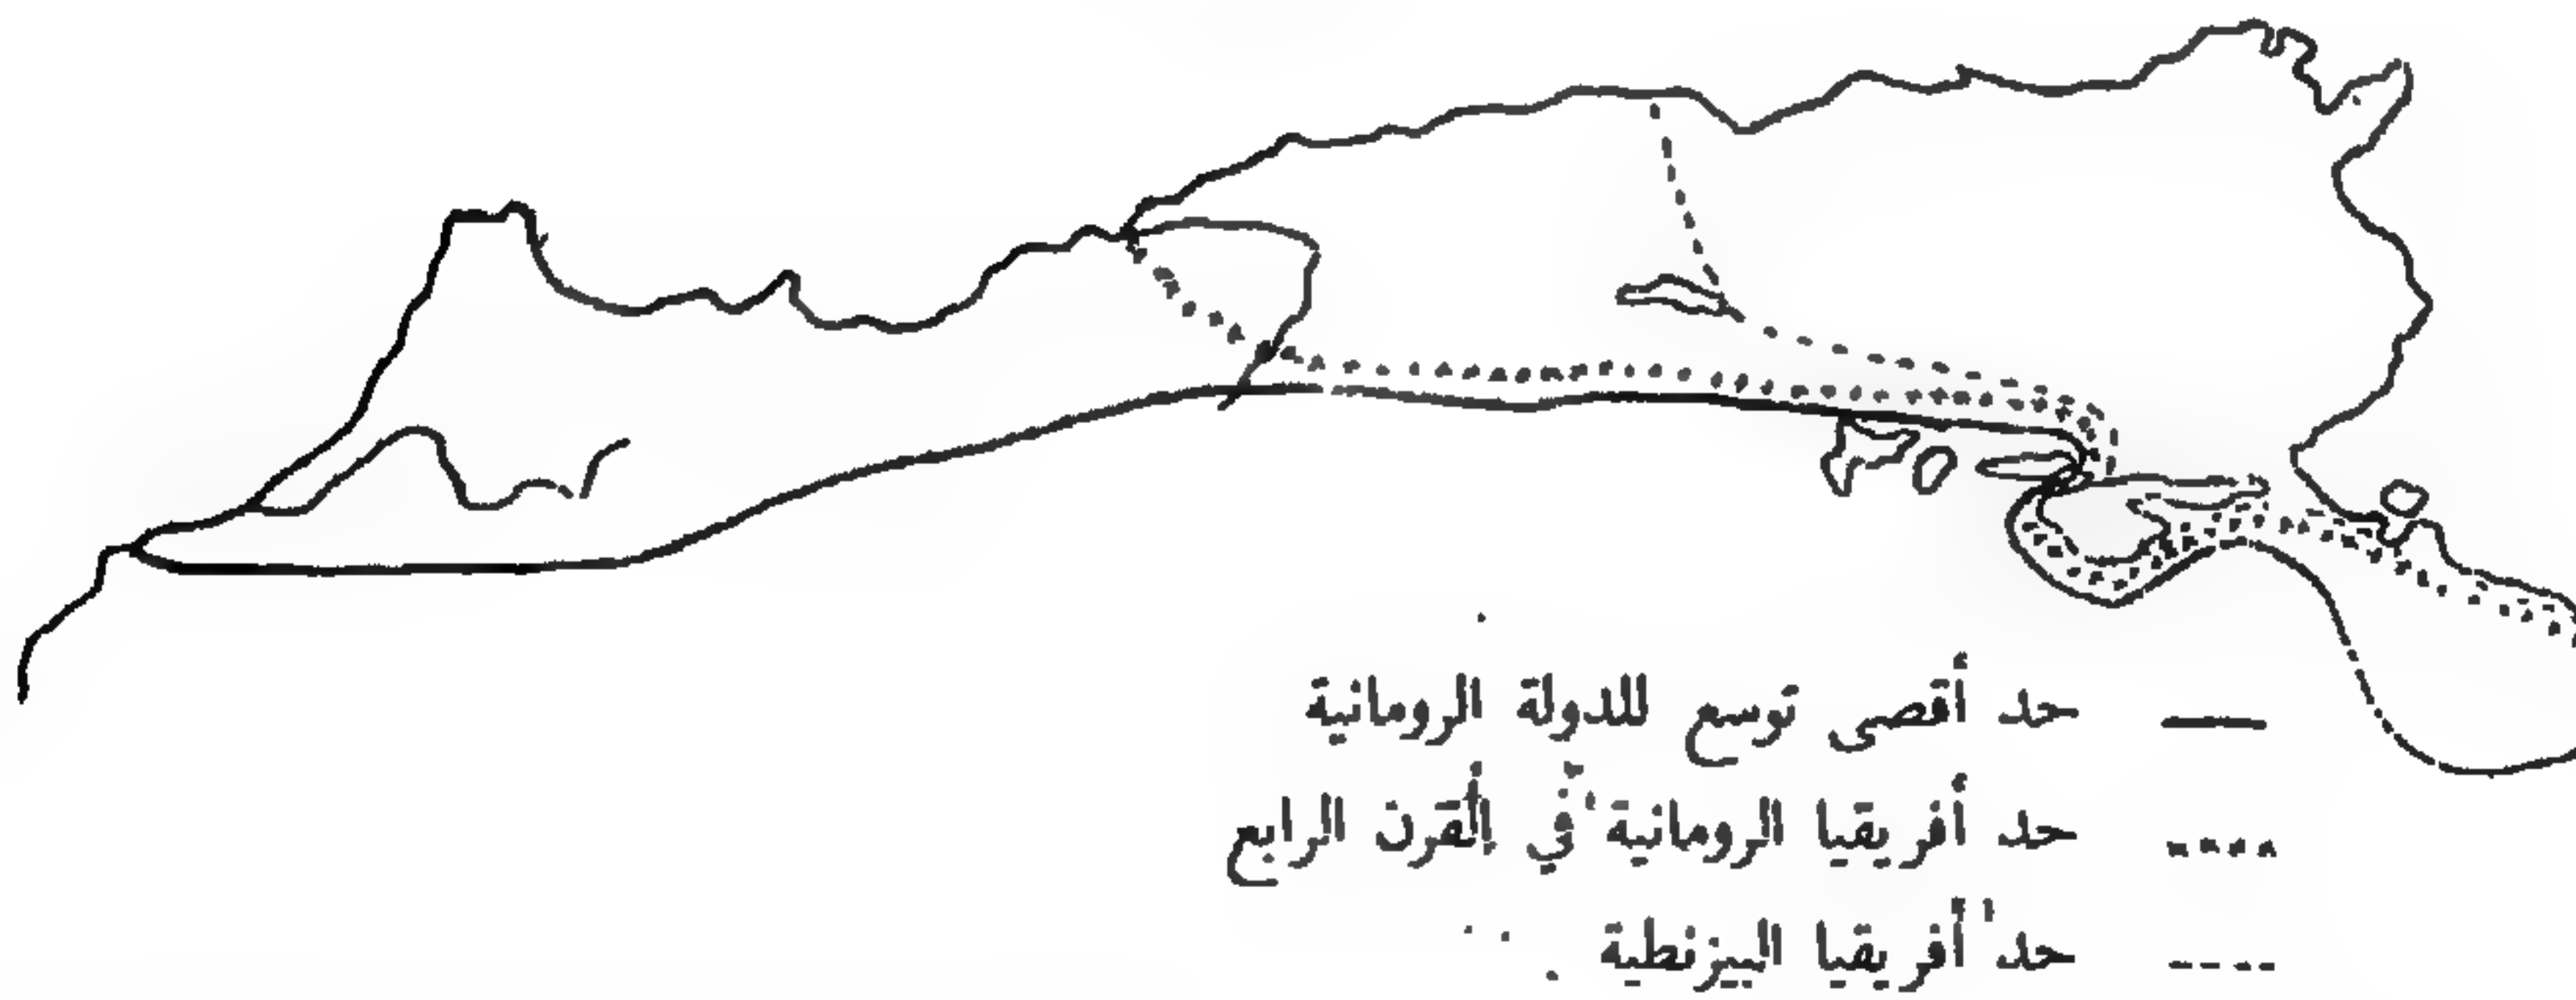 حد أقصى توسع للدولة الرومانية
حد أفريقيا الرومانية في القرن الرابع
حد أفريقيا البيزنطية